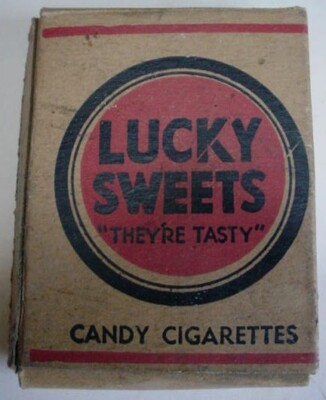 LUCKY
SWEETS
"THEY'RE TASTY"
CANDY CIGARETTES